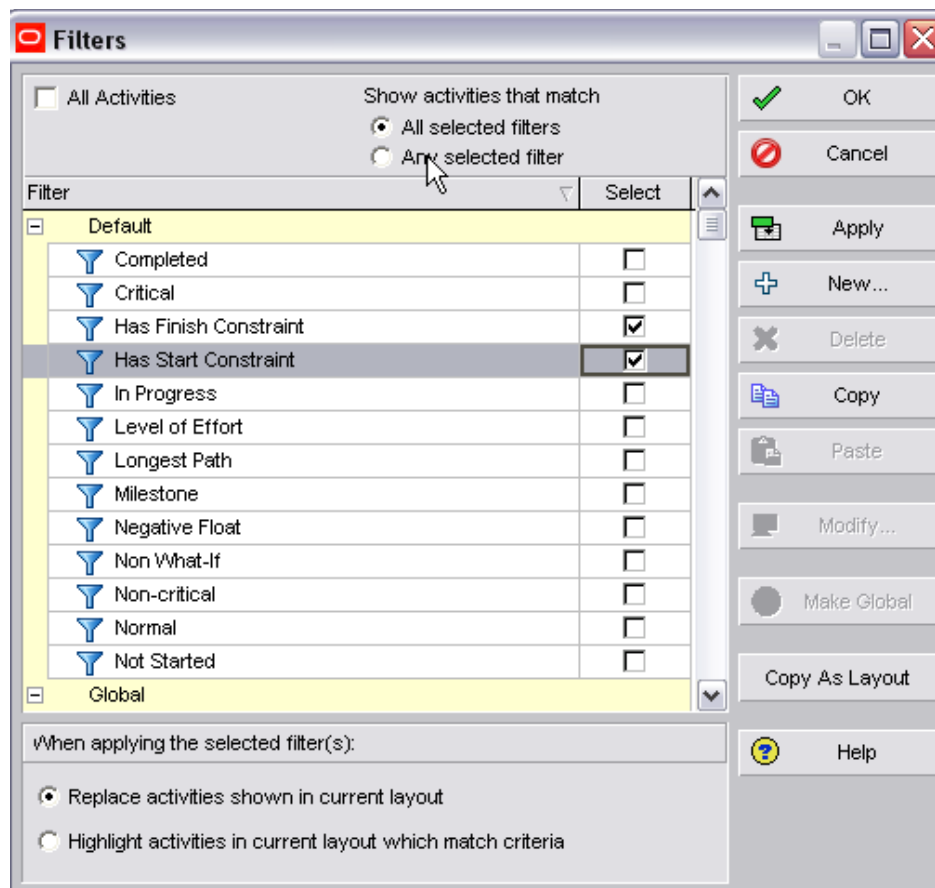 Filters
All Activities
Show activities that match
All selected filters
Any selected filter
OK
Cancel
Filter Select
Default
Completed
Critical
Has Finish Constraint
Has Start Constraint
In Progress
Level of Effort
Longest Path
Milestone
Negative Float
Non What-If
Non-critical
Normal
Not Started
Global
Apply
New...
Delete
Copy
Paste
Modify...
Make Global
Copy As Layout
Help
When applying the selected filter(s):
Replace activities shown in current layout
Highlight activities in current layout which match criteria